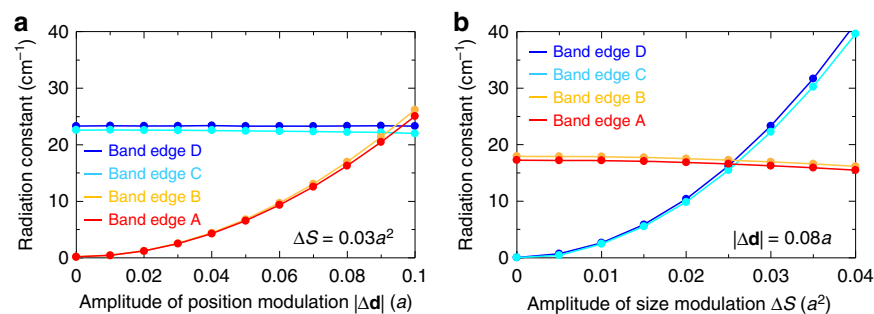 a
Radiation constant (cm⁻¹)
40
30
20
10
0
Band edge D
Band edge C
Band edge B
Band edge A
ΔS = 0.03a²
0 0.02 0.04 0.06 0.08 0.1
Amplitude of position modulation |Δd| (a)
b
Radiation constant (cm⁻¹)
40
30
20
10
0
Band edge D
Band edge C
Band edge B
Band edge A
|Δd| = 0.08a
0 0.01 0.02 0.03 0.04
Amplitude of size modulation ΔS (a²)